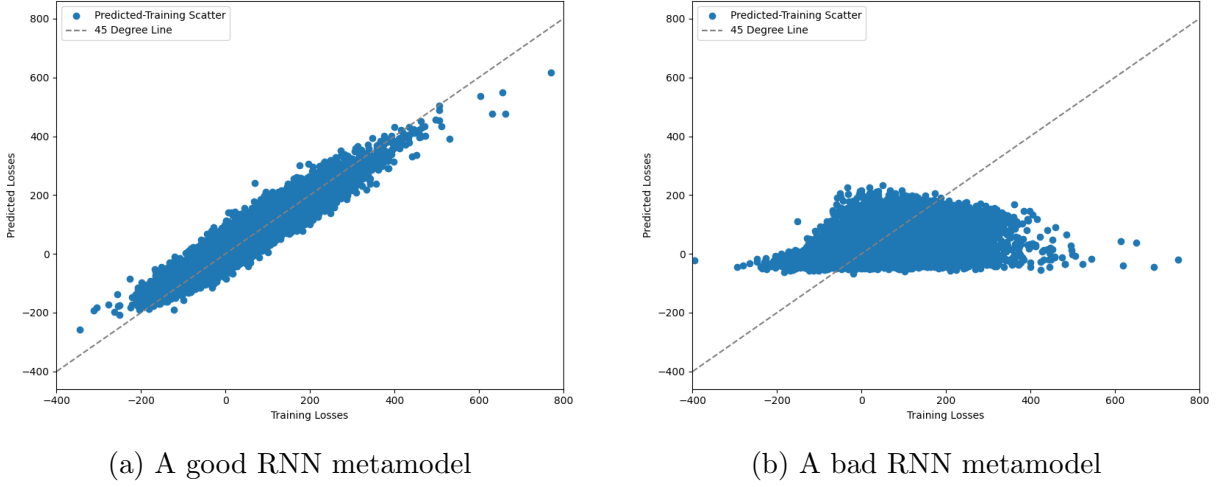 Predicted-Training Scatter
45 Degree Line
800
600
400
200
0
−200
−400
Predicted Losses
−400 −200 0 200 400 600 800
Training Losses
(a) A good RNN metamodel
Predicted-Training Scatter
45 Degree Line
800
600
400
200
0
−200
−400
Predicted Losses
−400 −200 0 200 400 600 800
Training Losses
(b) A bad RNN metamodel